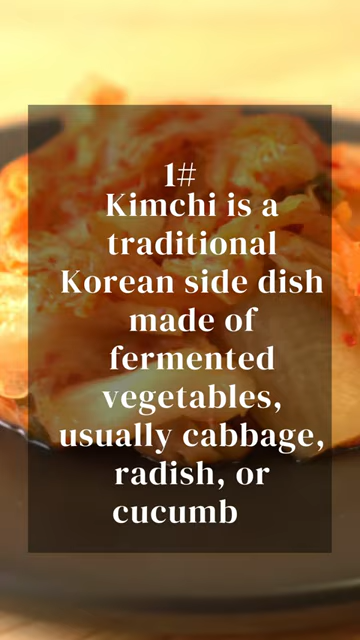 1#
Kimchi is a
traditional
Korean side dish
made of
fermented
vegetables,
usually cabbage,
radish, or
cucumb